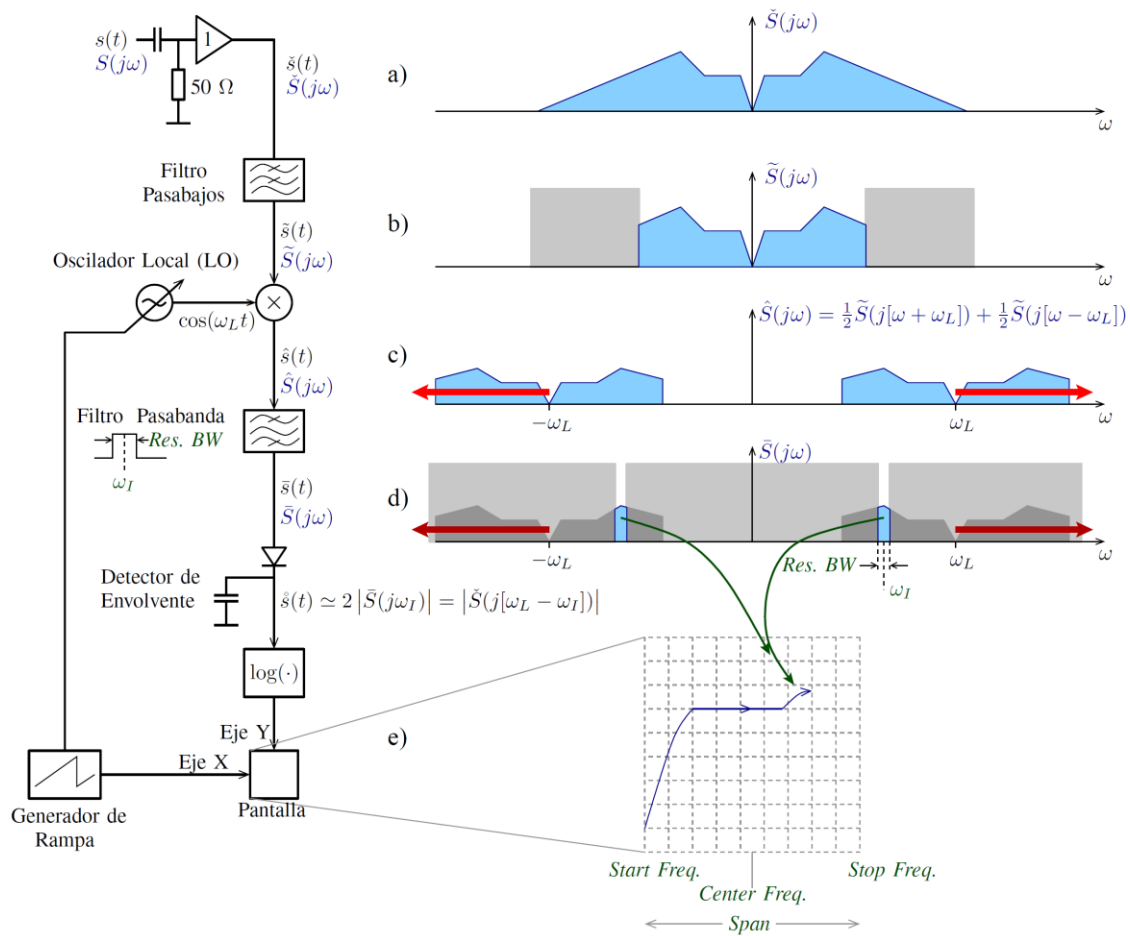 s(t)
S(jω)
1
50 Ω
š(t)
Š(jω)
Filtro
Pasabajos
s̃(t)
S̃(jω)
Oscilador Local (LO)
cos(ω_L t)
×
ŝ(t)
Ŝ(jω)
Filtro Pasabanda
Res. BW
ω_I
s̄(t)
S̄(jω)
Detector de
Envolvente
s̊(t) ≃ 2 |S̄(jω_I)| = |Š(j[ω_L − ω_I])|
log(·)
Eje Y
Eje X
Generador de
Rampa
Pantalla
a)
Š(jω)
ω
b)
S̃(jω)
ω
c)
Ŝ(jω) = ½S̃(j[ω + ω_L]) + ½S̃(j[ω − ω_L])
−ω_L
ω_L
ω
d)
S̄(jω)
−ω_L
Res. BW
ω_I
ω_L
ω
e)
Start Freq.
Center Freq.
Stop Freq.
Span